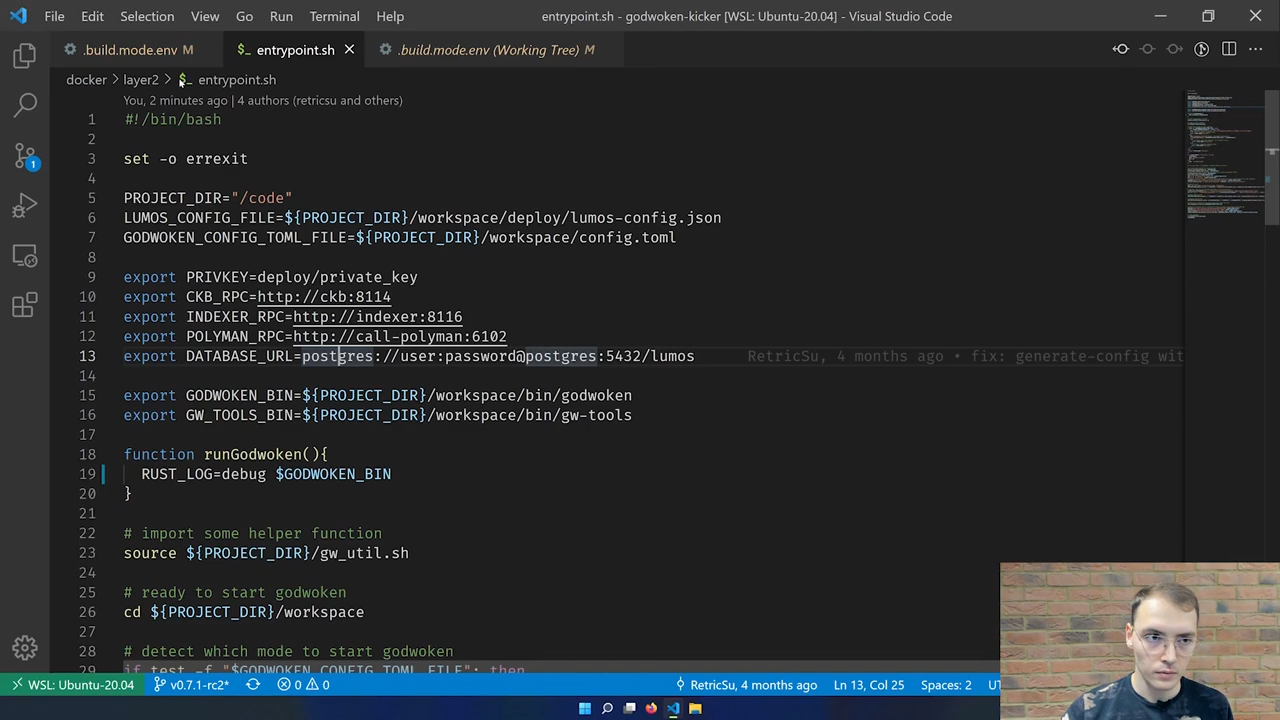 File Edit Selection View Go Run Terminal Help entrypoint.sh - godwoken-kicker [WSL: Ubuntu-20.04] - Visual Studio Code
.build.mode.env M $_ entrypoint.sh .build.mode.env (Working Tree) M
docker > layer2 > $_ entrypoint.sh
You, 2 minutes ago | 4 authors (retricsu and others)
1 #!/bin/bash
2
3 set -o errexit
4
5 PROJECT_DIR="/code"
6 LUMOS_CONFIG_FILE=${PROJECT_DIR}/workspace/deploy/lumos-config.json
7 GODWOKEN_CONFIG_TOML_FILE=${PROJECT_DIR}/workspace/config.toml
8
9 export PRIVKEY=deploy/private_key
10 export CKB_RPC=http://ckb:8114
11 export INDEXER_RPC=http://indexer:8116
12 export POLYMAN_RPC=http://call-polyman:6102
13 export DATABASE_URL=postgres://user:password@postgres:5432/lumos RetricSu, 4 months ago • fix: generate-config wit
14
15 export GODWOKEN_BIN=${PROJECT_DIR}/workspace/bin/godwoken
16 export GW_TOOLS_BIN=${PROJECT_DIR}/workspace/bin/gw-tools
17
18 function runGodwoken(){
19 RUST_LOG=debug $GODWOKEN_BIN
20 }
21
22 # import some helper function
23 source ${PROJECT_DIR}/gw_util.sh
24
25 # ready to start godwoken
26 cd ${PROJECT_DIR}/workspace
27
28 # detect which mode to start godwoken
29 if test -f "$GODWOKEN_CONFIG_TOML_FILE"; then
1
WSL: Ubuntu-20.04 v0.7.1-rc2* 0 0 RetricSu, 4 months ago Ln 13, Col 25 Spaces: 2